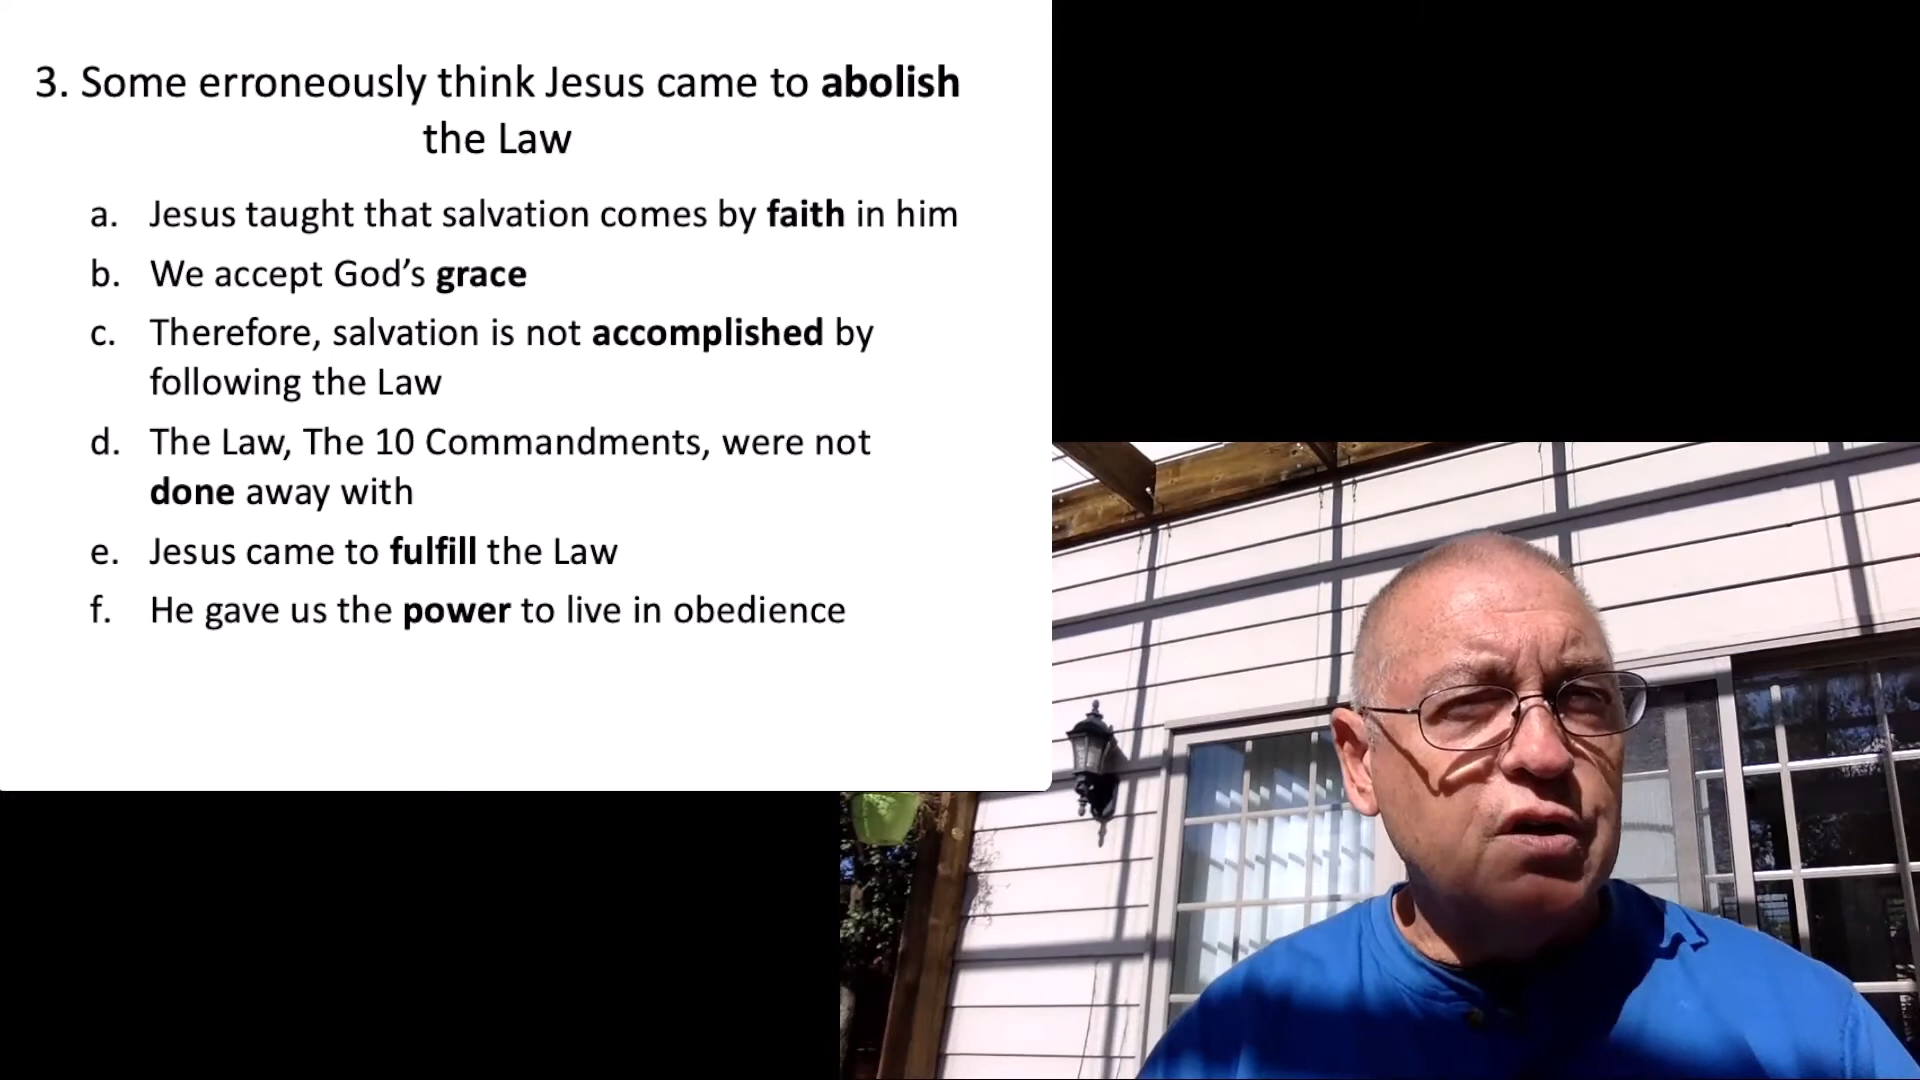 3. Some erroneously think Jesus came to abolish
the Law
a. Jesus taught that salvation comes by faith in him
b. We accept God’s grace
c. Therefore, salvation is not accomplished by
following the Law
d. The Law, The 10 Commandments, were not
done away with
e. Jesus came to fulfill the Law
f. He gave us the power to live in obedience